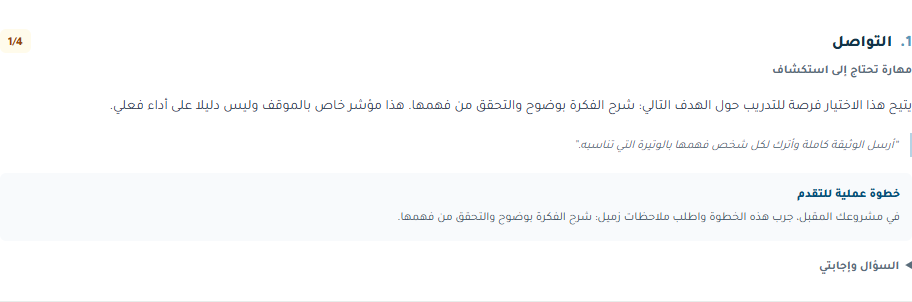 1. التواصل
1/4
مهارة تحتاج إلى استكشاف
يتيح هذا الاختيار فرصة للتدريب حول الهدف التالي: شرح الفكرة بوضوح والتحقق من فهمها. هذا مؤشر خاص بالموقف وليس دليلا على أداء فعلي.
"أرسل الوثيقة كاملة وأترك لكل شخص فهمها بالوتيرة التي تناسبه."
خطوة عملية للتقدم
في مشروعك المقبل، جرب هذه الخطوة واطلب ملاحظات زميل: شرح الفكرة بوضوح والتحقق من فهمها.
السؤال وإجابتي